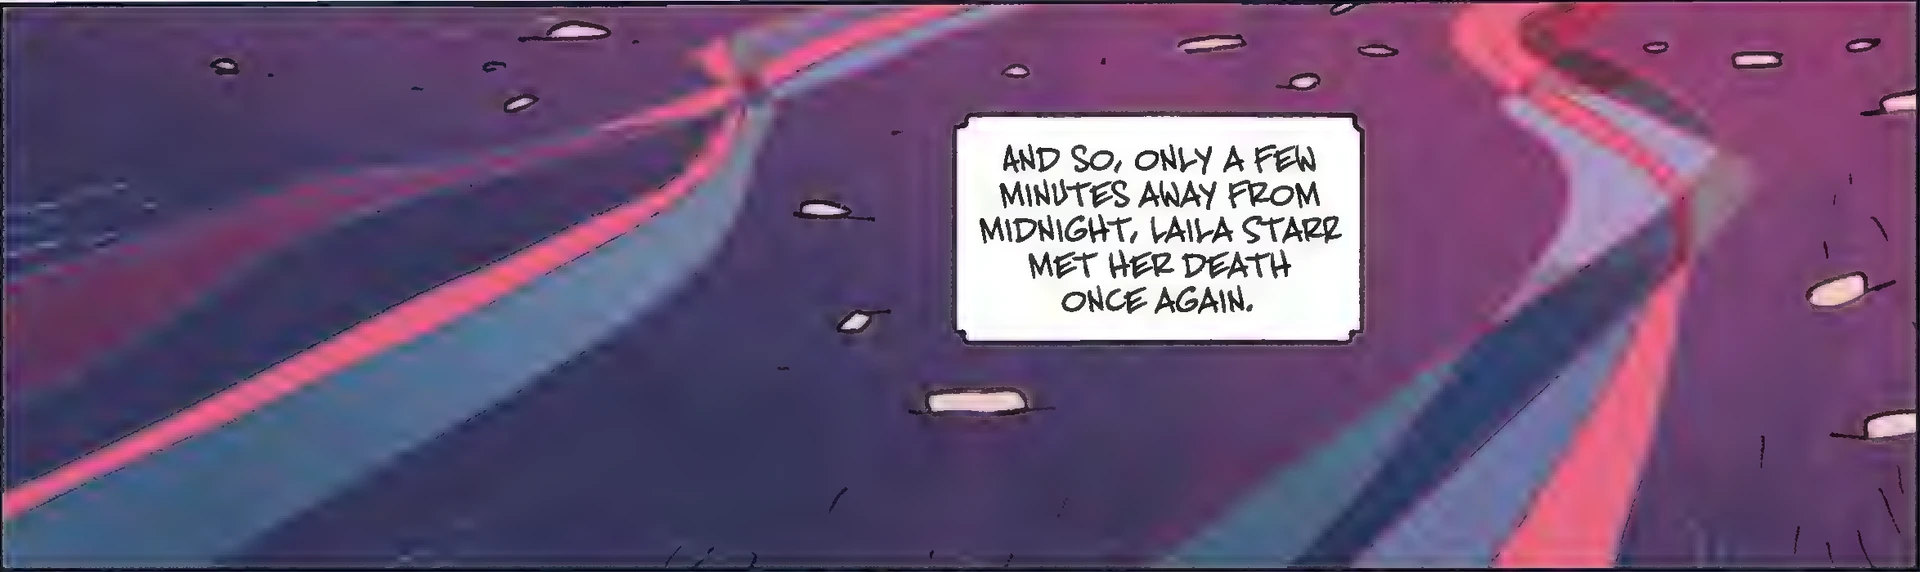 AND SO, ONLY A FEW
MINUTES AWAY FROM
MIDNIGHT, LAILA STARR
MET HER DEATH
ONCE AGAIN.